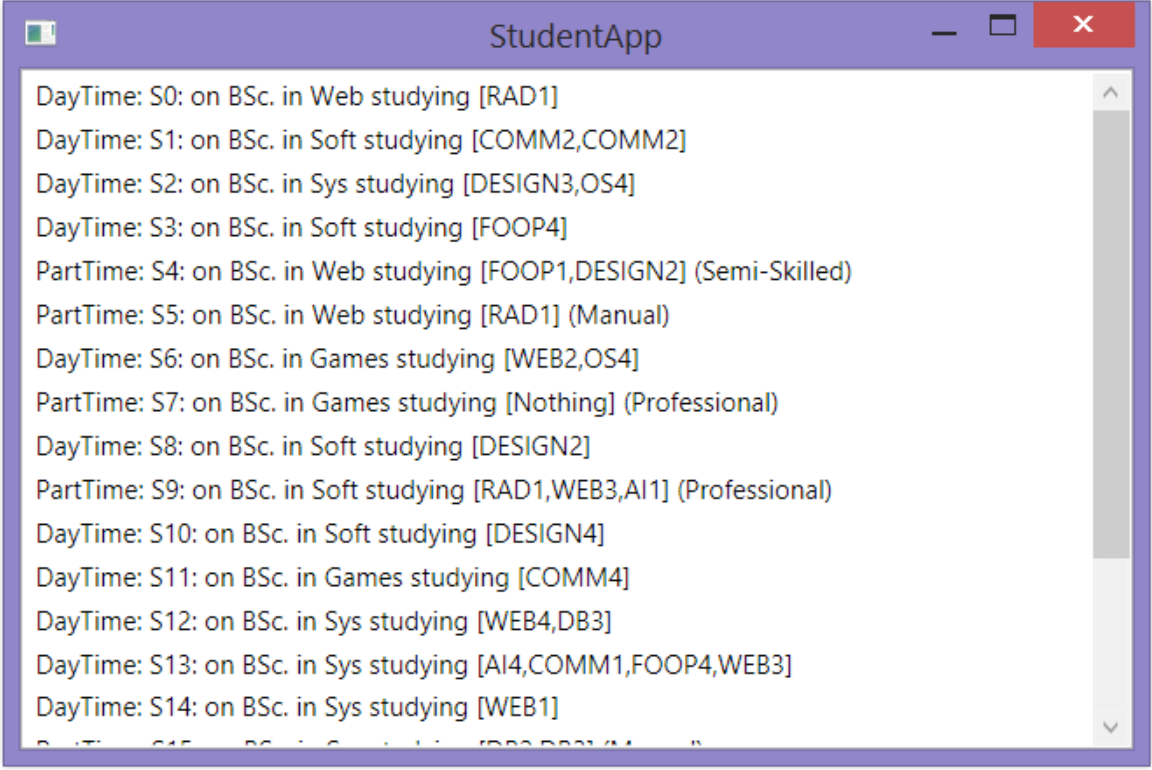 StudentApp
DayTime: S0: on BSc. in Web studying [RAD1]
DayTime: S1: on BSc. in Soft studying [COMM2,COMM2]
DayTime: S2: on BSc. in Sys studying [DESIGN3,OS4]
DayTime: S3: on BSc. in Soft studying [FOOP4]
PartTime: S4: on BSc. in Web studying [FOOP1,DESIGN2] (Semi-Skilled)
PartTime: S5: on BSc. in Web studying [RAD1] (Manual)
DayTime: S6: on BSc. in Games studying [WEB2,OS4]
PartTime: S7: on BSc. in Games studying [Nothing] (Professional)
DayTime: S8: on BSc. in Soft studying [DESIGN2]
PartTime: S9: on BSc. in Soft studying [RAD1,WEB3,AI1] (Professional)
DayTime: S10: on BSc. in Soft studying [DESIGN4]
DayTime: S11: on BSc. in Games studying [COMM4]
DayTime: S12: on BSc. in Sys studying [WEB4,DB3]
DayTime: S13: on BSc. in Sys studying [AI4,COMM1,FOOP4,WEB3]
DayTime: S14: on BSc. in Sys studying [WEB1]